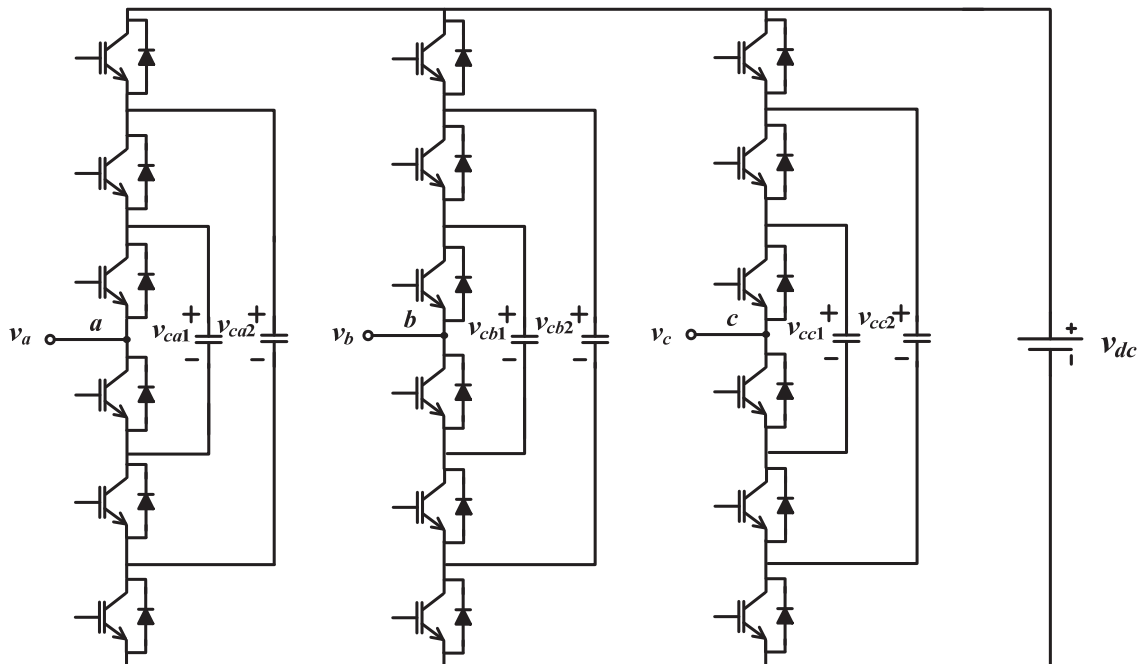 a
b
c
v_a
v_ca1
v_ca2
v_b
v_cb1
v_cb2
v_c
v_cc1
v_cc2
v_dc
+
+
+
+
+
+
+
−
−
−
−
−
−
−